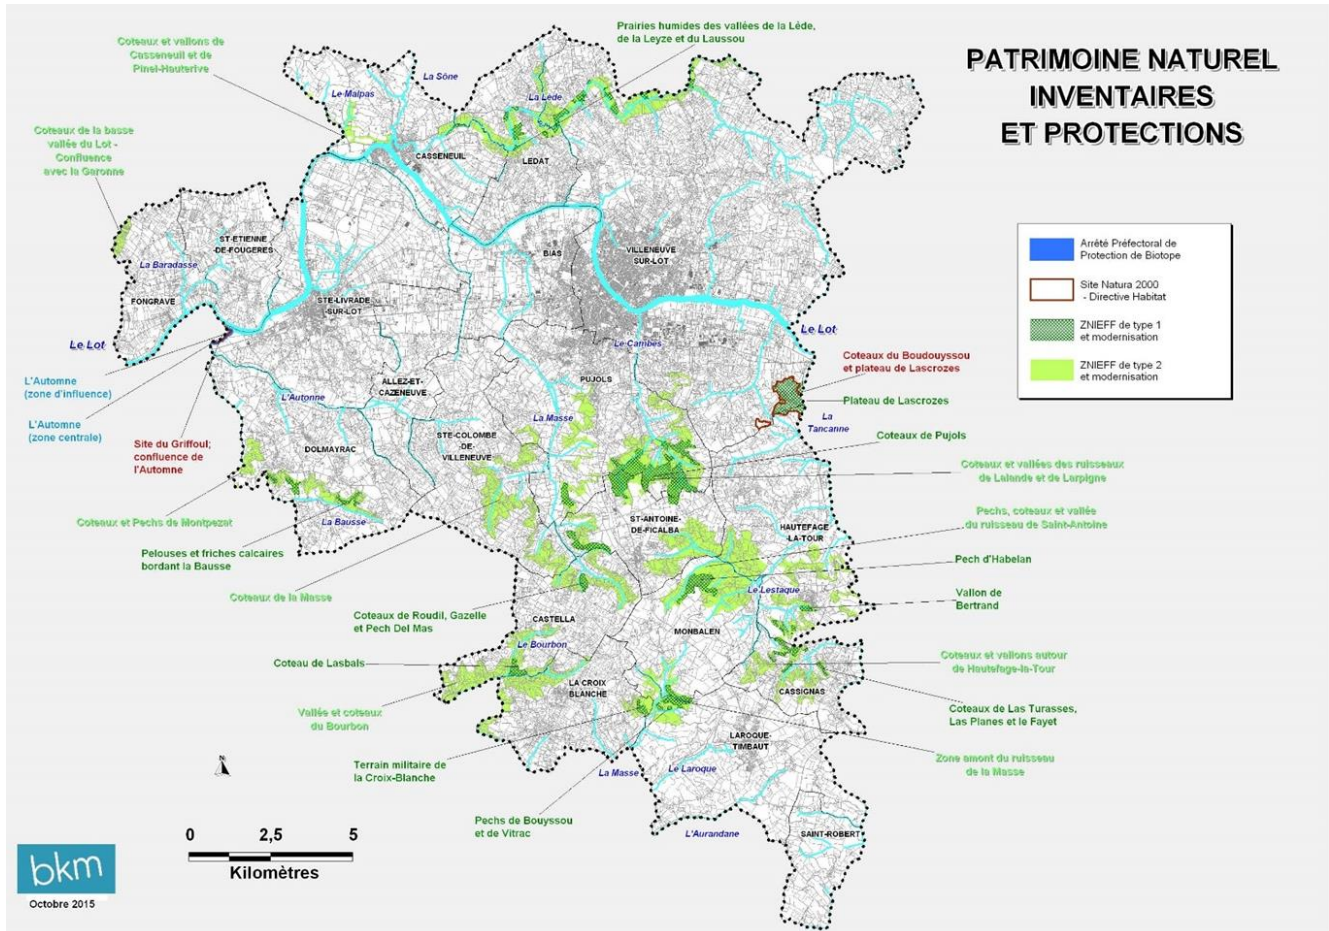 PATRIMOINE NATUREL
INVENTAIRES
ET PROTECTIONS
Prairies humides des vallées de la Lède,
de la Leyze et du Laussou
Coteaux et vallons de
Casseneuil et de
Pinel-Hauterive
La Sône
Le Malpas
La Lède
CASSENEUIL
LEDAT
Coteaux de la basse
vallée du Lot -
Confluence
avec la Garonne
ST-ETIENNE
DE-FOUGERES
La Baradasse
FONGRAVE
BIAS
VILLENEUVE
SUR-LOT
STE-LIVRADE
-SUR-LOT
Le Lot
Le Lot
Le Cambes
Arrêté Préfectoral de
Protection de Biotope
Site Natura 2000
- Directive Habitat
ZNIEFF de type 1
et modernisation
ZNIEFF de type 2
et modernisation
L'Automne
(zone d'influence)
L'Automne
(zone centrale)
Site du Griffoul;
confluence de
l'Automne
L'Autonne
ALLEZ-ET-
CAZENEUVE
PUJOLS
La Masse
Coteaux du Boudouyssou
et plateau de Lascrozes
Plateau de Lascrozes
La
Tancanne
Coteaux de Pujols
DOLMAYRAC
STE-COLOMBE
DE-
VILLENEUVE
Coteaux et vallées des ruisseaux
de Lalande et de Larpigne
Coteaux et Pechs de Montpezat
La Bausse
ST-ANTOINE-
DE-FICALBA
HAUTEFAGE
-LA-TOUR
Pechs, coteaux et vallée
du ruisseau de Saint-Antoine
Pelouses et friches calcaires
bordant la Bausse
Pech d'Habelan
Coteaux de la Masse
Le Lestaque
Vallon de
Bertrand
Coteaux de Roudil, Gazelle
et Pech Del Mas
CASTELLA
MONBALEN
Le Bourbon
Coteau de Lasbals
Coteaux et vallons autour
de Hautefage-la-Tour
LA CROIX
BLANCHE
CASSIGNAS
Vallée et coteaux
du Bourbon
Coteaux de Las Turasses,
Las Planes et le Fayet
LAROQUE-
TIMBAUT
Terrain militaire de
la Croix-Blanche
La Masse
Le Laroque
Zone amont du ruisseau
de la Masse
N
Pechs de Bouyssou
et de Vitrac
L'Aurandane
SAINT-ROBERT
0 2,5 5
Kilomètres
bkm
Octobre 2015